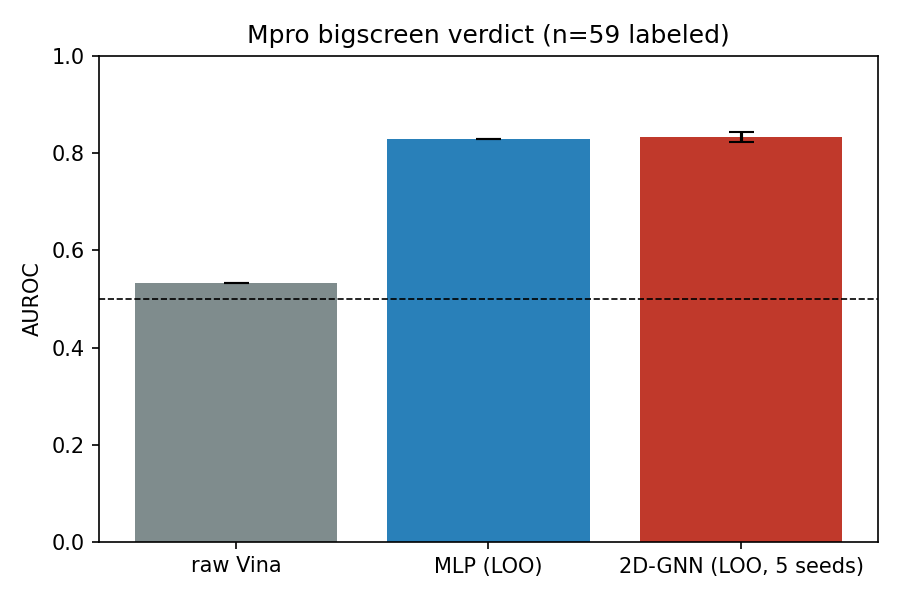 Mpro bigscreen verdict (n=59 labeled)
1.0
0.8
0.6
0.4
0.2
0.0
AUROC
raw Vina
MLP (LOO)
2D-GNN (LOO, 5 seeds)